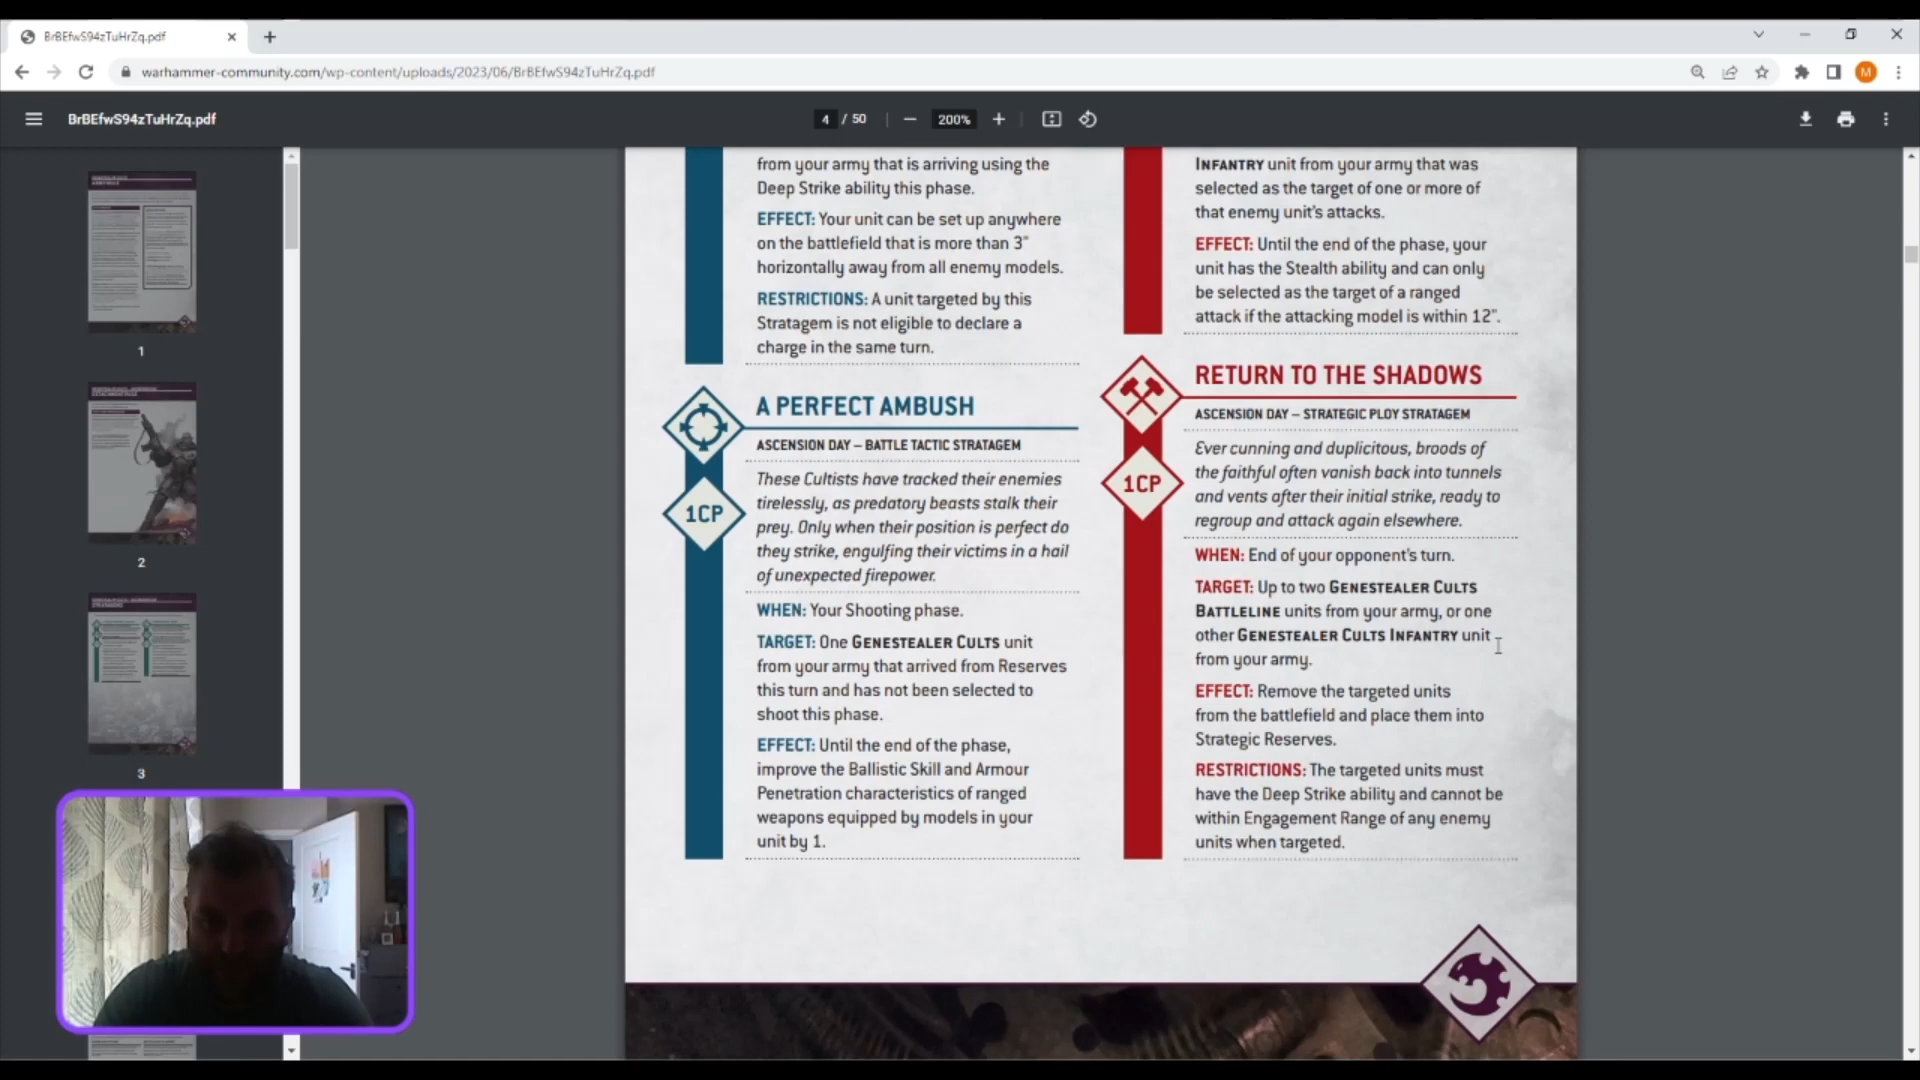 BrBEfwS94zTuHrZq.pdf
warhammer-community.com/wp-content/uploads/2023/06/BrBEfwS94zTuHrZq.pdf
M
BrBEfwS94zTuHrZq.pdf
4 / 50
200%
1
2
3
from your army that is arriving using the
Deep Strike ability this phase.
EFFECT: Your unit can be set up anywhere
on the battlefield that is more than 3"
horizontally away from all enemy models.
RESTRICTIONS: A unit targeted by this
Stratagem is not eligible to declare a
charge in the same turn.
A PERFECT AMBUSH
ASCENSION DAY – BATTLE TACTIC STRATAGEM
1CP
These Cultists have tracked their enemies
tirelessly, as predatory beasts stalk their
prey. Only when their position is perfect do
they strike, engulfing their victims in a hail
of unexpected firepower.
WHEN: Your Shooting phase.
TARGET: One GENESTEALER CULTS unit
from your army that arrived from Reserves
this turn and has not been selected to
shoot this phase.
EFFECT: Until the end of the phase,
improve the Ballistic Skill and Armour
Penetration characteristics of ranged
weapons equipped by models in your
unit by 1.
INFANTRY unit from your army that was
selected as the target of one or more of
that enemy unit's attacks.
EFFECT: Until the end of the phase, your
unit has the Stealth ability and can only
be selected as the target of a ranged
attack if the attacking model is within 12".
RETURN TO THE SHADOWS
ASCENSION DAY – STRATEGIC PLOY STRATAGEM
1CP
Ever cunning and duplicitous, broods of
the faithful often vanish back into tunnels
and vents after their initial strike, ready to
regroup and attack again elsewhere.
WHEN: End of your opponent's turn.
TARGET: Up to two GENESTEALER CULTS
BATTLELINE units from your army, or one
other GENESTEALER CULTS INFANTRY unit
from your army.
EFFECT: Remove the targeted units
from the battlefield and place them into
Strategic Reserves.
RESTRICTIONS: The targeted units must
have the Deep Strike ability and cannot be
within Engagement Range of any enemy
units when targeted.